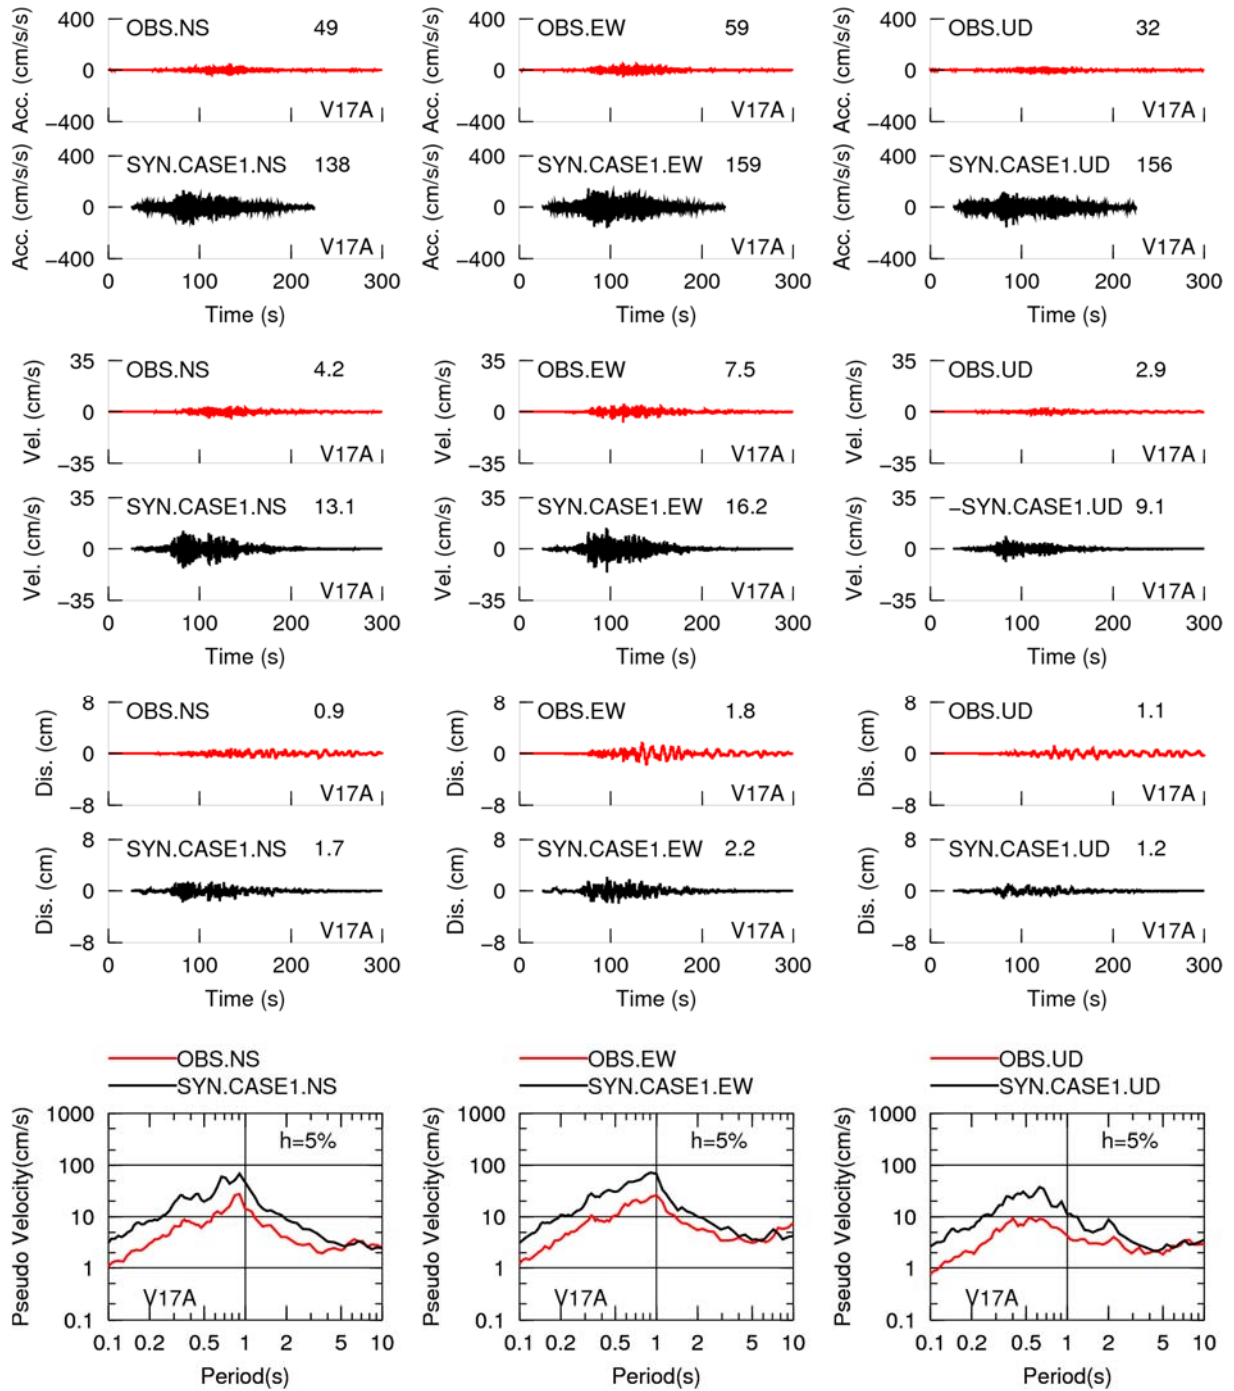 400 OBS.NS 49 400 OBS.EW 59 400 OBS.UD 32
Acc. (cm/s/s) 0 Acc. (cm/s/s) 0 Acc. (cm/s/s) 0
−400 V17A −400 V17A −400 V17A
400 SYN.CASE1.NS 138 400 SYN.CASE1.EW 159 400 SYN.CASE1.UD 156
Acc. (cm/s/s) 0 Acc. (cm/s/s) 0 Acc. (cm/s/s) 0
−400 V17A −400 V17A −400 V17A
0 100 200 300 0 100 200 300 0 100 200 300
Time (s) Time (s) Time (s)
35 OBS.NS 4.2 35 OBS.EW 7.5 35 OBS.UD 2.9
Vel. (cm/s) 0 Vel. (cm/s) 0 Vel. (cm/s) 0
−35 V17A −35 V17A −35 V17A
35 SYN.CASE1.NS 13.1 35 SYN.CASE1.EW 16.2 35 −SYN.CASE1.UD 9.1
Vel. (cm/s) 0 Vel. (cm/s) 0 Vel. (cm/s) 0
−35 V17A −35 V17A −35 V17A
0 100 200 300 0 100 200 300 0 100 200 300
Time (s) Time (s) Time (s)
8 OBS.NS 0.9 8 OBS.EW 1.8 8 OBS.UD 1.1
Dis. (cm) 0 Dis. (cm) 0 Dis. (cm) 0
−8 V17A −8 V17A −8 V17A
8 SYN.CASE1.NS 1.7 8 SYN.CASE1.EW 2.2 8 SYN.CASE1.UD 1.2
Dis. (cm) 0 Dis. (cm) 0 Dis. (cm) 0
−8 V17A −8 V17A −8 V17A
0 100 200 300 0 100 200 300 0 100 200 300
Time (s) Time (s) Time (s)
OBS.NS OBS.EW OBS.UD
SYN.CASE1.NS SYN.CASE1.EW SYN.CASE1.UD
1000 1000 1000
h=5% h=5% h=5%
100 100 100
Pseudo Velocity(cm/s) 10 Pseudo Velocity(cm/s) 10 Pseudo Velocity(cm/s) 10
1 1 1
V17A V17A V17A
0.1 0.1 0.1
0.1 0.2 0.5 1 2 5 10 0.1 0.2 0.5 1 2 5 10 0.1 0.2 0.5 1 2 5 10
Period(s) Period(s) Period(s)